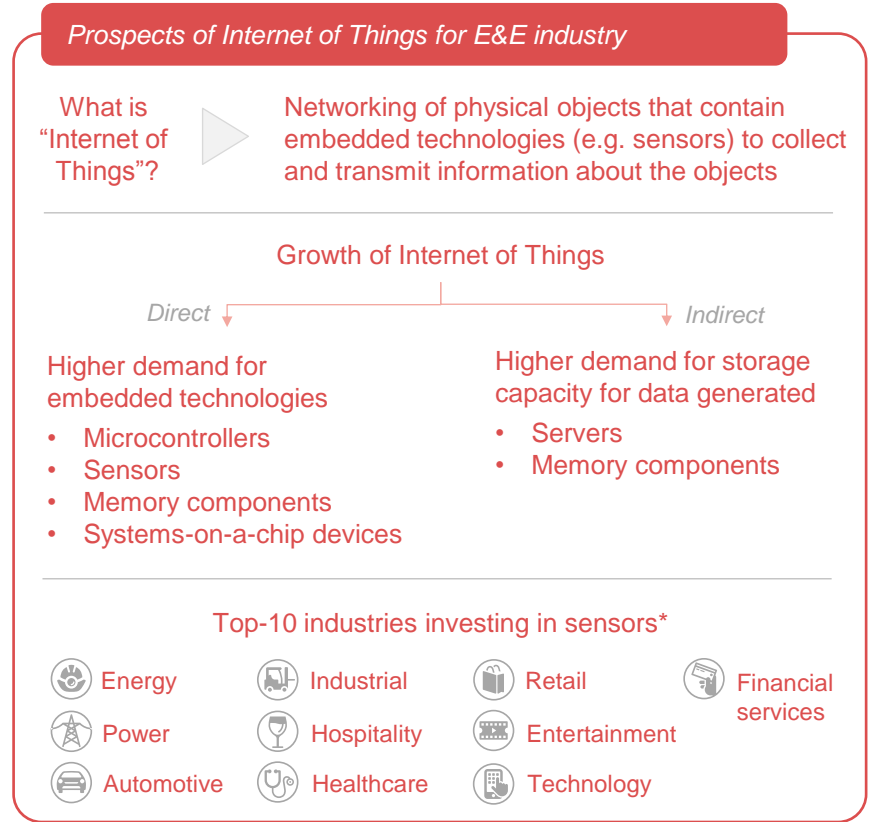 Prospects of Internet of Things for E&E industry
What is
“Internet of
Things”?
Networking of physical objects that contain
embedded technologies (e.g. sensors) to collect
and transmit information about the objects
Growth of Internet of Things
Direct
Indirect
Higher demand for
embedded technologies
• Microcontrollers
• Sensors
• Memory components
• Systems-on-a-chip devices
Higher demand for storage
capacity for data generated
• Servers
• Memory components
Top-10 industries investing in sensors*
Energy
Industrial
Retail
Financial
services
Power
Hospitality
Entertainment
Automotive
Healthcare
Technology